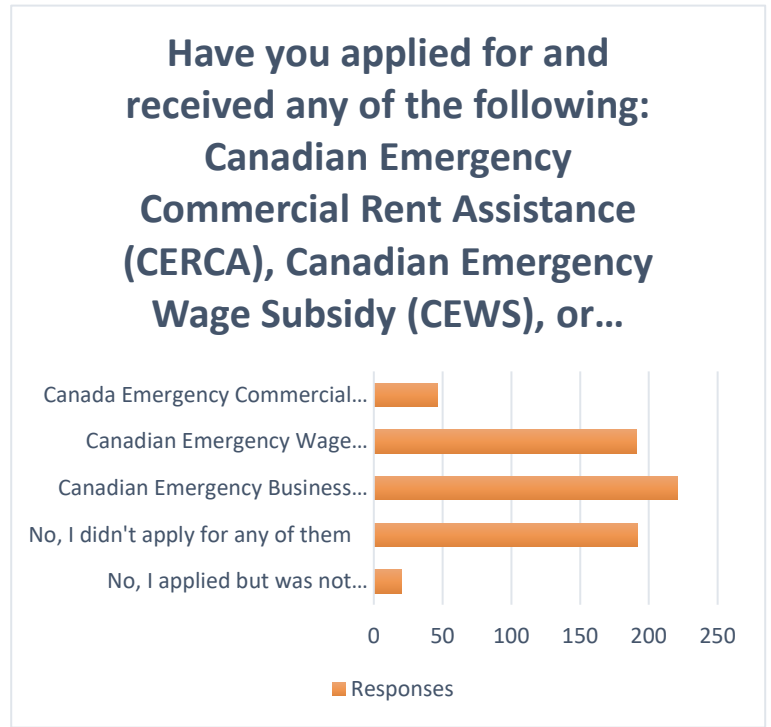 Have you applied for and
received any of the following:
Canadian Emergency
Commercial Rent Assistance
(CERCA), Canadian Emergency
Wage Subsidy (CEWS), or…
Canada Emergency Commercial…
Canadian Emergency Wage…
Canadian Emergency Business…
No, I didn't apply for any of them
No, I applied but was not…
0 50 100 150 200 250
Responses